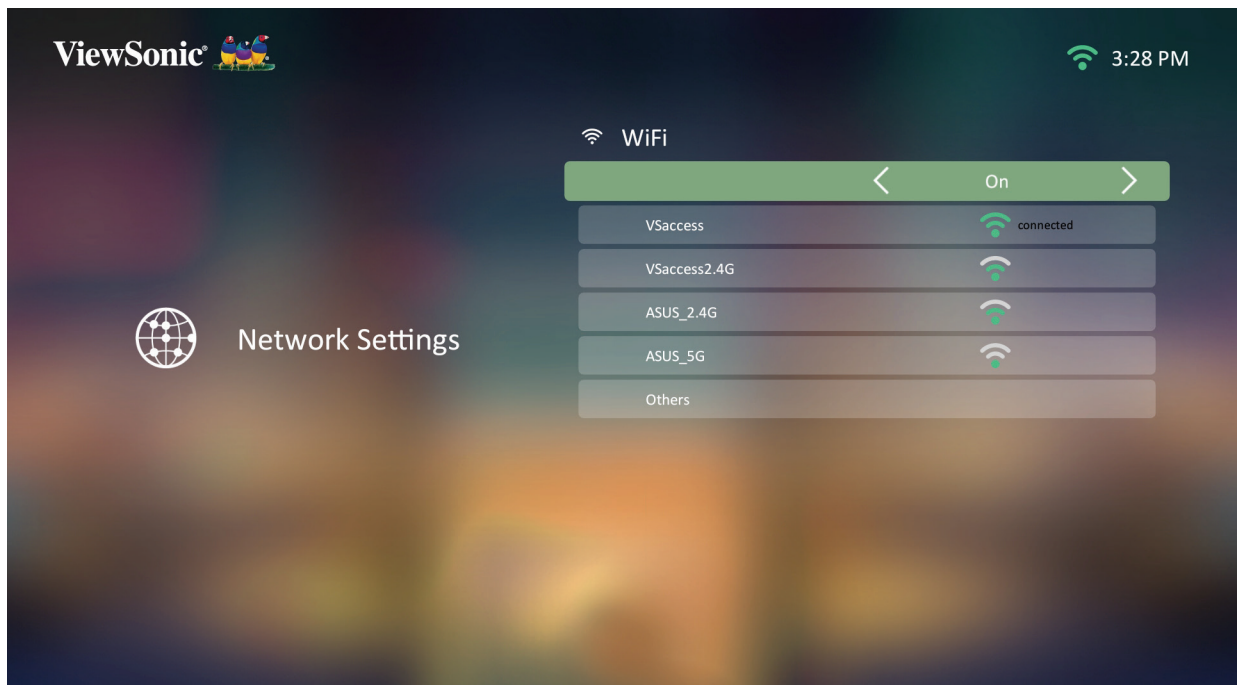 ViewSonic®
3:28 PM
WiFi
On
VSaccess
connected
VSaccess2.4G
ASUS_2.4G
Network Settings
ASUS_5G
Others